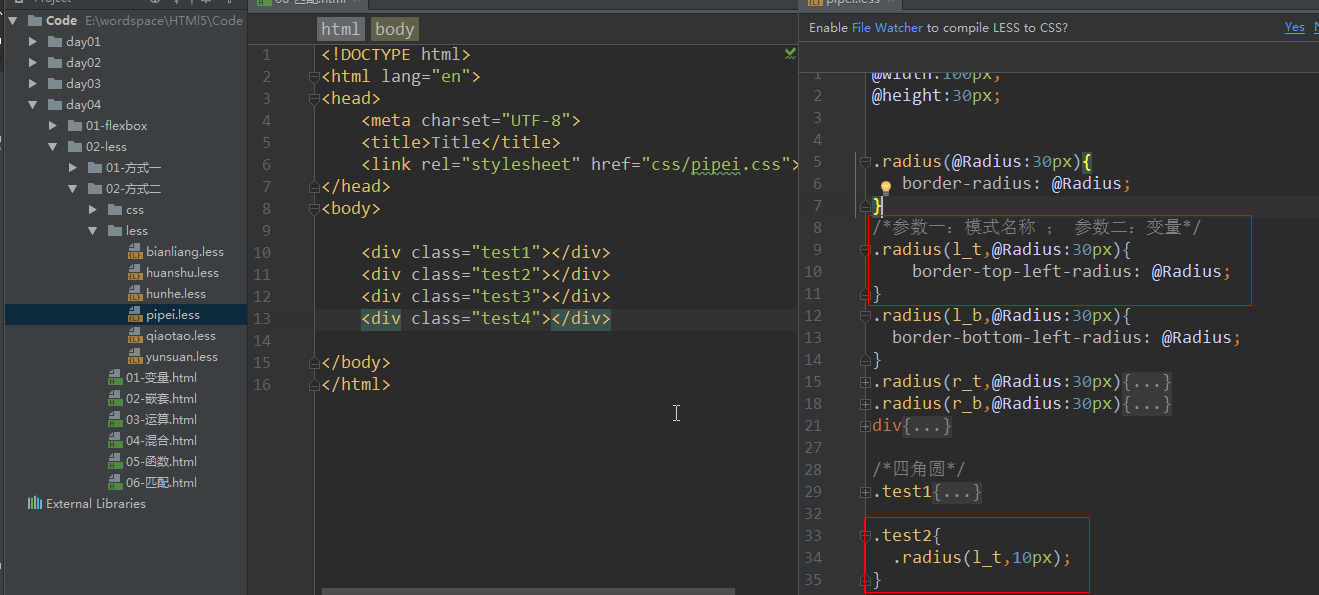 Project
Code E:\wordspace\HTMl5\Code
day01
day02
day03
day04
01-flexbox
02-less
01-方式一
02-方式二
css
less
bianliang.less
huanshu.less
hunhe.less
pipei.less
qiaotao.less
yunsuan.less
01-变量.html
02-嵌套.html
03-运算.html
04-混合.html
05-函数.html
06-匹配.html
External Libraries
06-匹配.html
html body
1 <!DOCTYPE html>
2 <html lang="en">
3 <head>
4 <meta charset="UTF-8">
5 <title>Title</title>
6 <link rel="stylesheet" href="css/pipei.css">
7 </head>
8 <body>
9
10 <div class="test1"></div>
11 <div class="test2"></div>
12 <div class="test3"></div>
13 <div class="test4"></div>
14
15 </body>
16 </html>
pipei.less
Enable File Watcher to compile LESS to CSS? Yes
1 @width:100px;
2 @height:30px;
3
4
5 .radius(@Radius:30px){
6 border-radius: @Radius;
7 }
8 /*参数一：模式名称 ； 参数二：变量*/
9 .radius(l_t,@Radius:30px){
10 border-top-left-radius: @Radius;
11 }
12 .radius(l_b,@Radius:30px){
13 border-bottom-left-radius: @Radius;
14 }
15 .radius(r_t,@Radius:30px){...}
18 .radius(r_b,@Radius:30px){...}
21 div{...}
27
28 /*四角圆*/
29 .test1{...}
32
33 .test2{
34 .radius(l_t,10px);
35 }